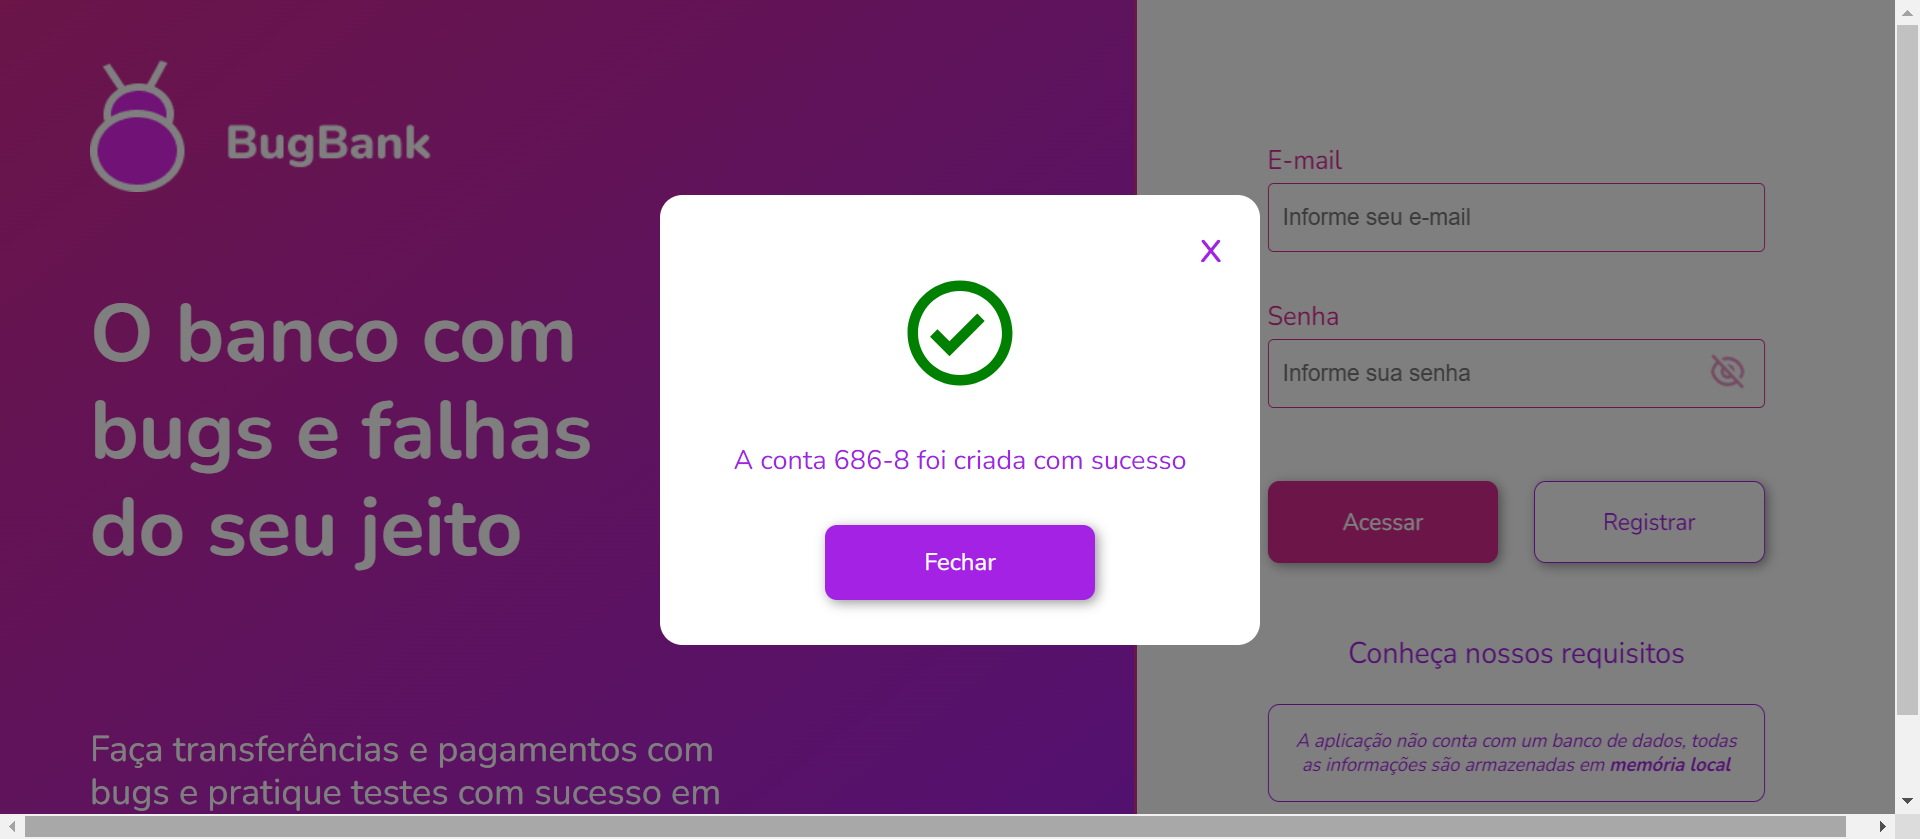 BugBank
O banco com
bugs e falhas
do seu jeito
Faça transferências e pagamentos com
bugs e pratique testes com sucesso em
X
A conta 686-8 foi criada com sucesso
Fechar
E-mail
Informe seu e-mail
Senha
Informe sua senha
Acessar
Registrar
Conheça nossos requisitos
A aplicação não conta com um banco de dados, todas
as informações são armazenadas em memória local